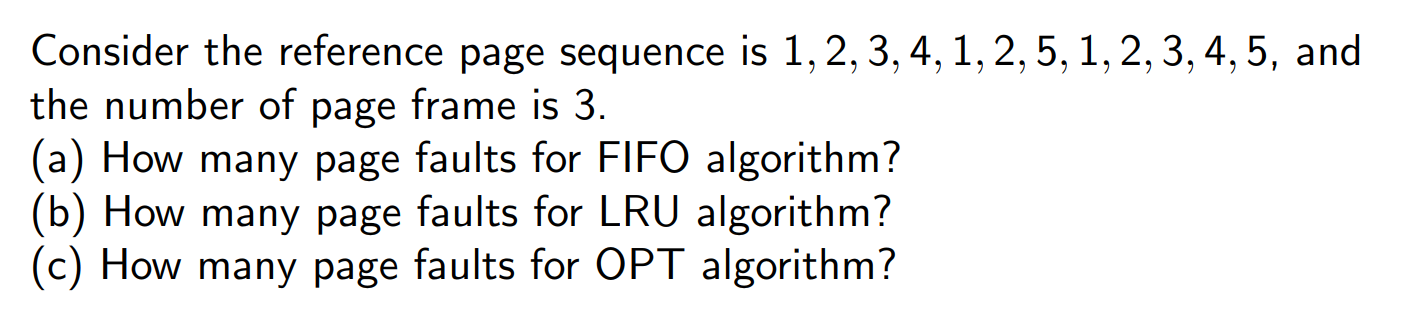 Consider the reference page sequence is 1, 2, 3, 4, 1, 2, 5, 1, 2, 3, 4, 5, and
the number of page frame is 3.
(a) How many page faults for FIFO algorithm?
(b) How many page faults for LRU algorithm?
(c) How many page faults for OPT algorithm?